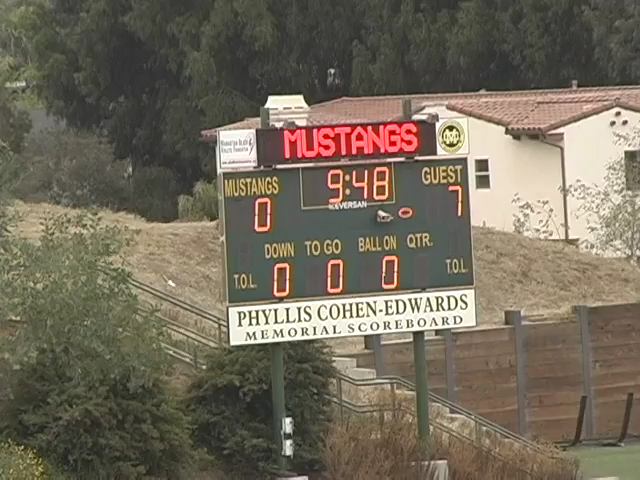 MUSTANGS
MUSTANGS 9:48 GUEST
EVERSAN
0 7
DOWN TO GO BALL ON QTR.
T.O.L. 0 0 0 T.O.L.
PHYLLIS COHEN-EDWARDS
MEMORIAL SCOREBOARD